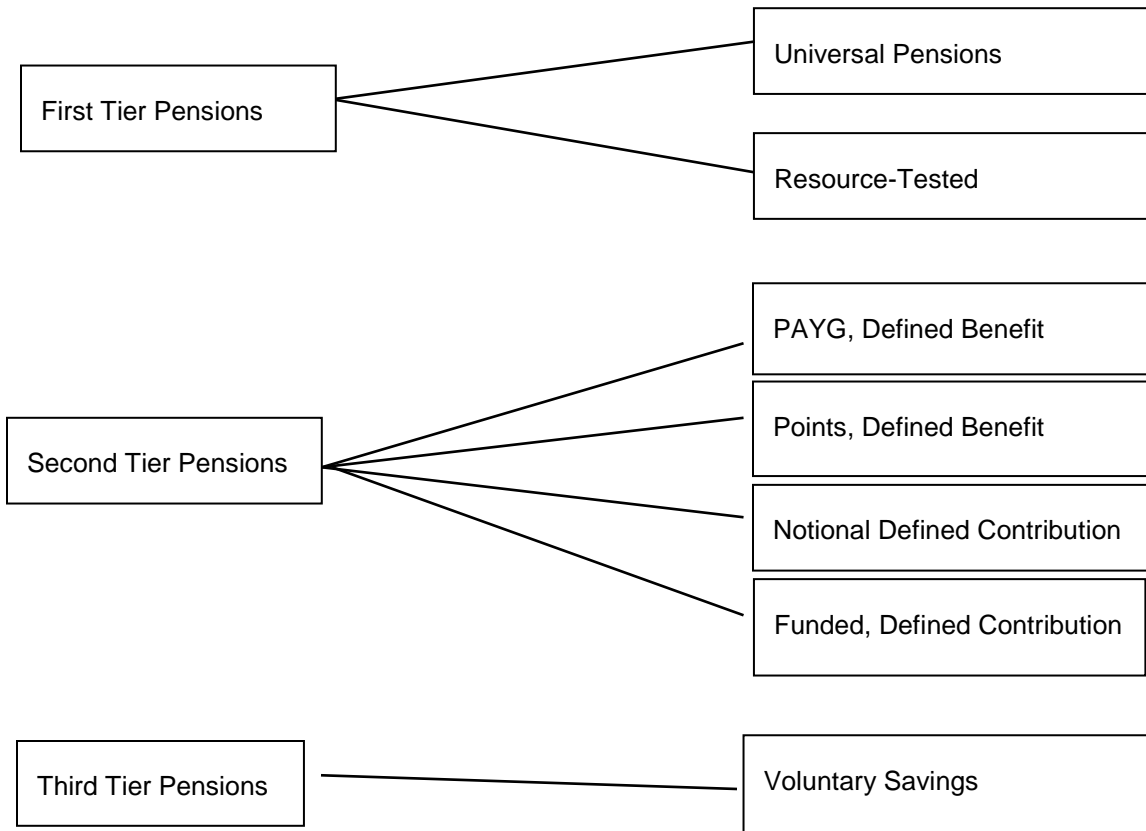 First Tier Pensions
Universal Pensions
Resource-Tested
Second Tier Pensions
PAYG, Defined Benefit
Points, Defined Benefit
Notional Defined Contribution
Funded, Defined Contribution
Third Tier Pensions
Voluntary Savings